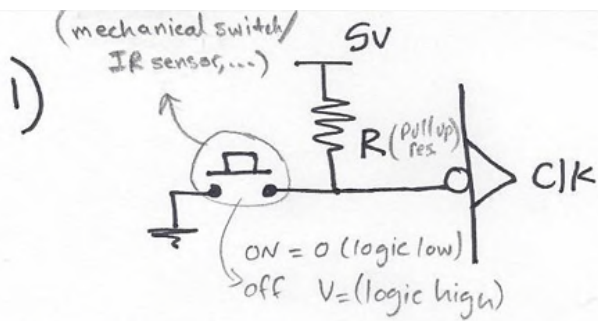 (mechanical switch/
IR sensor,...)
5V
1)
R (pull up)
res.
Clk
ON = 0 (logic low)
off V=(logic high)